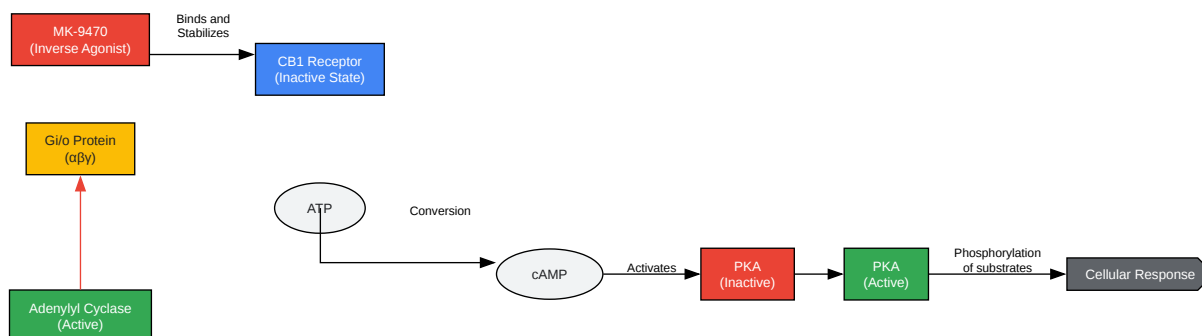 MK-9470
(Inverse Agonist)
Binds and
Stabilizes
CB1 Receptor
(Inactive State)
Gi/o Protein
(αβγ)
ATP
Conversion
cAMP
Activates
PKA
(Inactive)
PKA
(Active)
Phosphorylation
of substrates
Cellular Response
Adenylyl Cyclase
(Active)